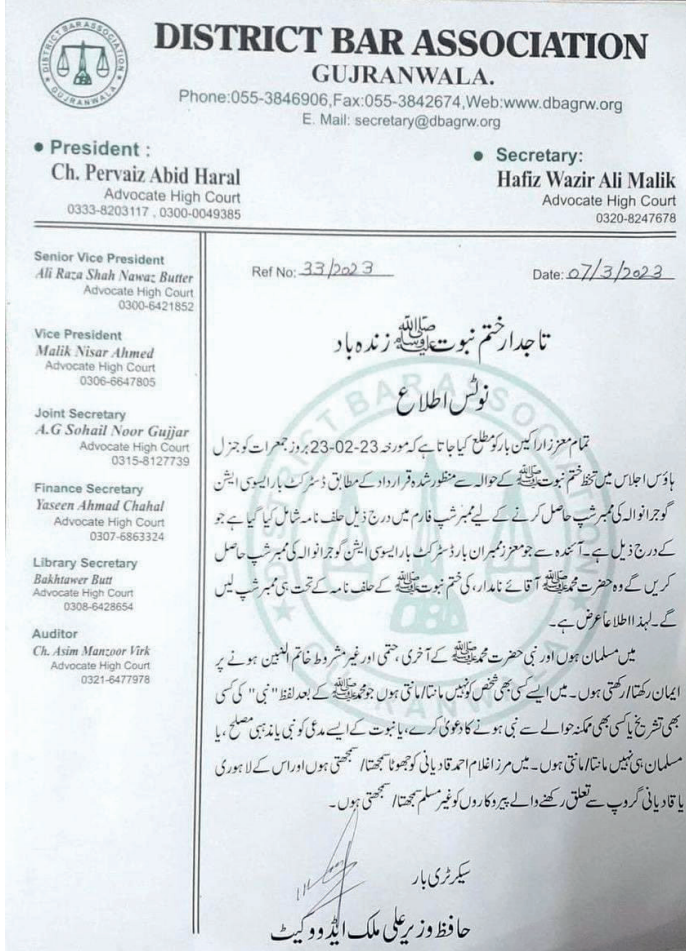 DISTRICT BAR ASSOCIATION
GUJRANWALA.
Phone:055-3846906,Fax:055-3842674,Web:www.dbagrw.org
E. Mail: secretary@dbagrw.org
DISTRICT BAR ASSOCIATION
GUJRANWALA
DBA
President :
Ch. Pervaiz Abid Haral
Advocate High Court
0333-8203117 , 0300-0049385
Secretary:
Hafiz Wazir Ali Malik
Advocate High Court
0320-8247678
Senior Vice President
Ali Raza Shah Nawaz Butter
Advocate High Court
0300-6421852
Vice President
Malik Nisar Ahmed
Advocate High Court
0306-6647805
Joint Secretary
A.G Sohail Noor Gujjar
Advocate High Court
0315-8127739
Finance Secretary
Yaseen Ahmad Chahal
Advocate High Court
0307-6863324
Library Secretary
Bakhtawer Butt
Advocate High Court
0308-6428654
Auditor
Ch. Asim Manzoor Virk
Advocate High Court
0321-6477978
Ref No: 33/2023
Date: 07/3/2023
تاجدار ختم نبوت ﷺ زندہ باد
نوٹس اطلاع
تمام معزز اراکین بار کو مطلع کیا جاتا ہے کہ مورخہ 23-02-23 بروز جمعرات کو جنرل
ہاؤس اجلاس میں تحفظ ختم نبوت ﷺ کے حوالہ سے منظور شدہ قرارداد کے مطابق ڈسٹرکٹ بار ایسوسی ایشن
گوجرانوالہ کی ممبر شپ حاصل کرنے کے لیے ممبر شپ فارم میں درج ذیل حلف نامہ شامل کیا گیا ہے جو
کے درج ذیل ہے۔ آئندہ سے جو معزز ممبران بار ڈسٹرکٹ بار ایسوسی ایشن گوجرانوالہ کی ممبر شپ حاصل
کریں گے وہ حضرت محمد ﷺ آقائے نامدار، کی ختم نبوت ﷺ کے حلف نامہ کے تحت ہی ممبر شپ لیں
گے۔ لہذا اطلاعاً عرض ہے۔
میں مسلمان ہوں اور نبی حضرت محمد ﷺ کے آخری، حتمی اور غیر مشروط خاتم النبین ہونے پر
ایمان رکھتا/رکھتی ہوں۔ میں ایسے کسی بھی شخص کو نہیں مانتا/مانتی ہوں جو محمد ﷺ کے بعد لفظ "نبی" کی کسی
بھی تشریح یا کسی بھی ممکنہ حوالے سے نبی ہونے کا دعویٰ کرے، یا نبوت کے ایسے مدعی کو نبی یا مذہبی مصلح، یا
مسلمان ہی نہیں مانتا/مانتی ہوں۔ میں مرزا غلام احمد قادیانی کو جھوٹا سمجھتا/سمجھتی ہوں اور اس کے لاہوری
یا قادیانی گروپ سے تعلق رکھنے والے پیروکاروں کو غیر مسلم سمجھتا/سمجھتی ہوں۔
سیکرٹری بار
حافظ وزیر علی ملک ایڈووکیٹ